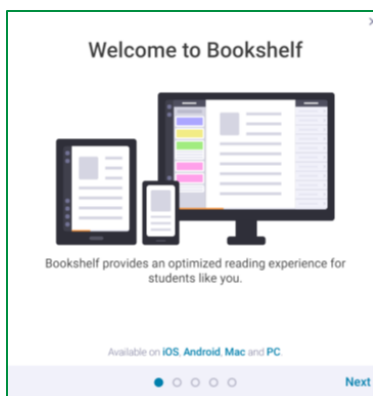 Welcome to Bookshelf
Bookshelf provides an optimized reading experience for
students like you.
Available on iOS, Android, Mac and PC.
Next